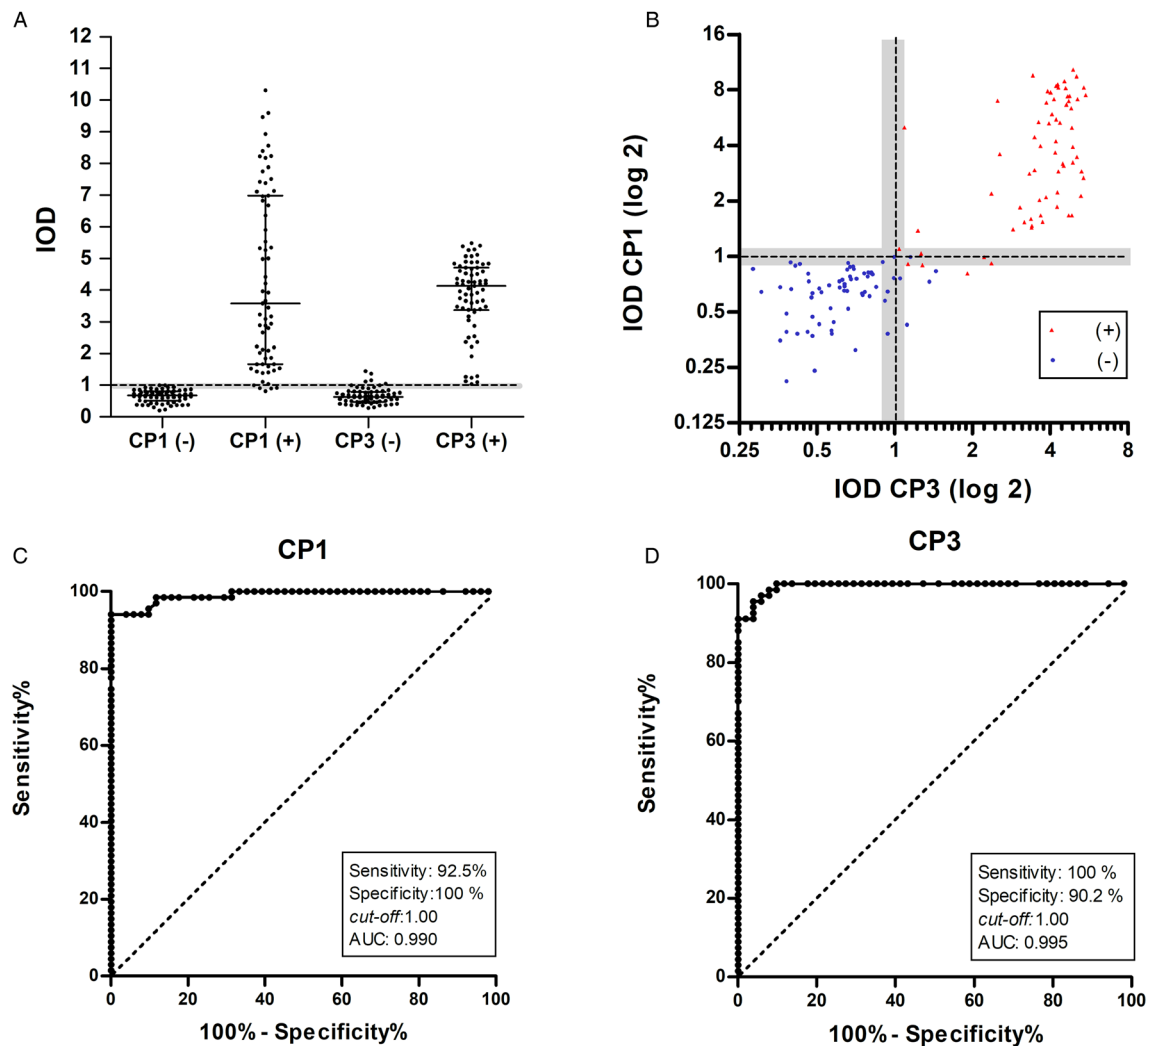 A
IOD
12
11
10
9
8
7
6
5
4
3
2
1
0
CP1 (-)
CP1 (+)
CP3 (-)
CP3 (+)
B
IOD CP1 (log 2)
16
8
4
2
1
0.5
0.25
0.125
0.25
0.5
1
2
4
8
IOD CP3 (log 2)
(+)
(-)
C
CP1
Sensitivity%
100
80
60
40
20
0
0
20
40
60
80
100
100% - Specificity%
Sensitivity: 92.5%
Specificity:100 %
cut-off:1.00
AUC: 0.990
D
CP3
Sensitivity%
100
80
60
40
20
0
0
20
40
60
80
100
100% - Specificity%
Sensitivity: 100 %
Specificity: 90.2 %
cut-off:1.00
AUC: 0.995